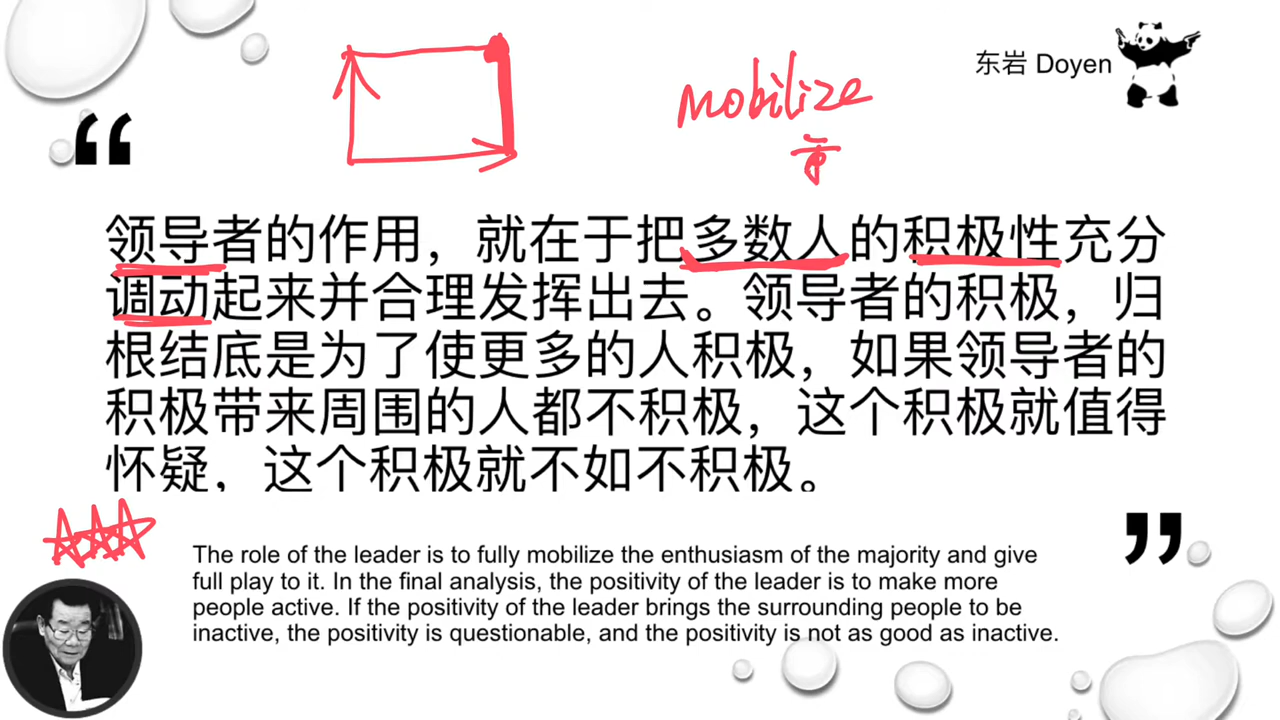 东岩 Doyen
mobilize
“
领导者的作用，就在于把多数人的积极性充分
调动起来并合理发挥出去。领导者的积极，归
根结底是为了使更多的人积极，如果领导者的
积极带来周围的人都不积极，这个积极就值得
怀疑，这个积极就不如不积极。
”
The role of the leader is to fully mobilize the enthusiasm of the majority and give
full play to it. In the final analysis, the positivity of the leader is to make more
people active. If the positivity of the leader brings the surrounding people to be
inactive, the positivity is questionable, and the positivity is not as good as inactive.